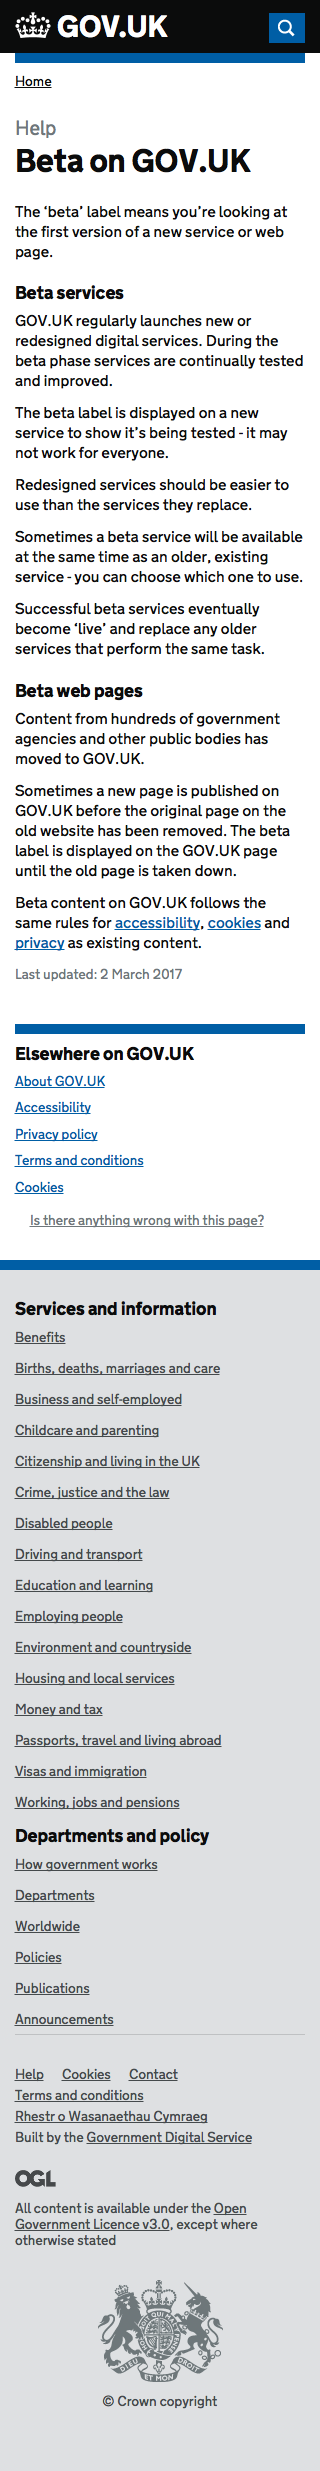 GOV.UK
Home
Help
Beta on GOV.UK
The ‘beta’ label means you’re looking at
the first version of a new service or web
page.
Beta services
GOV.UK regularly launches new or
redesigned digital services. During the
beta phase services are continually tested
and improved.
The beta label is displayed on a new
service to show it’s being tested - it may
not work for everyone.
Redesigned services should be easier to
use than the services they replace.
Sometimes a beta service will be available
at the same time as an older, existing
service - you can choose which one to use.
Successful beta services eventually
become ‘live’ and replace any older
services that perform the same task.
Beta web pages
Content from hundreds of government
agencies and other public bodies has
moved to GOV.UK.
Sometimes a new page is published on
GOV.UK before the original page on the
old website has been removed. The beta
label is displayed on the GOV.UK page
until the old page is taken down.
Beta content on GOV.UK follows the
same rules for accessibility, cookies and
privacy as existing content.
Last updated: 2 March 2017
Elsewhere on GOV.UK
About GOV.UK
Accessibility
Privacy policy
Terms and conditions
Cookies
Is there anything wrong with this page?
Services and information
Benefits
Births, deaths, marriages and care
Business and self-employed
Childcare and parenting
Citizenship and living in the UK
Crime, justice and the law
Disabled people
Driving and transport
Education and learning
Employing people
Environment and countryside
Housing and local services
Money and tax
Passports, travel and living abroad
Visas and immigration
Working, jobs and pensions
Departments and policy
How government works
Departments
Worldwide
Policies
Publications
Announcements
Help Cookies Contact
Terms and conditions
Rhestr o Wasanaethau Cymraeg
Built by the Government Digital Service
OGL
All content is available under the Open
Government Licence v3.0, except where
otherwise stated
DIEU ET MON DROIT
© Crown copyright